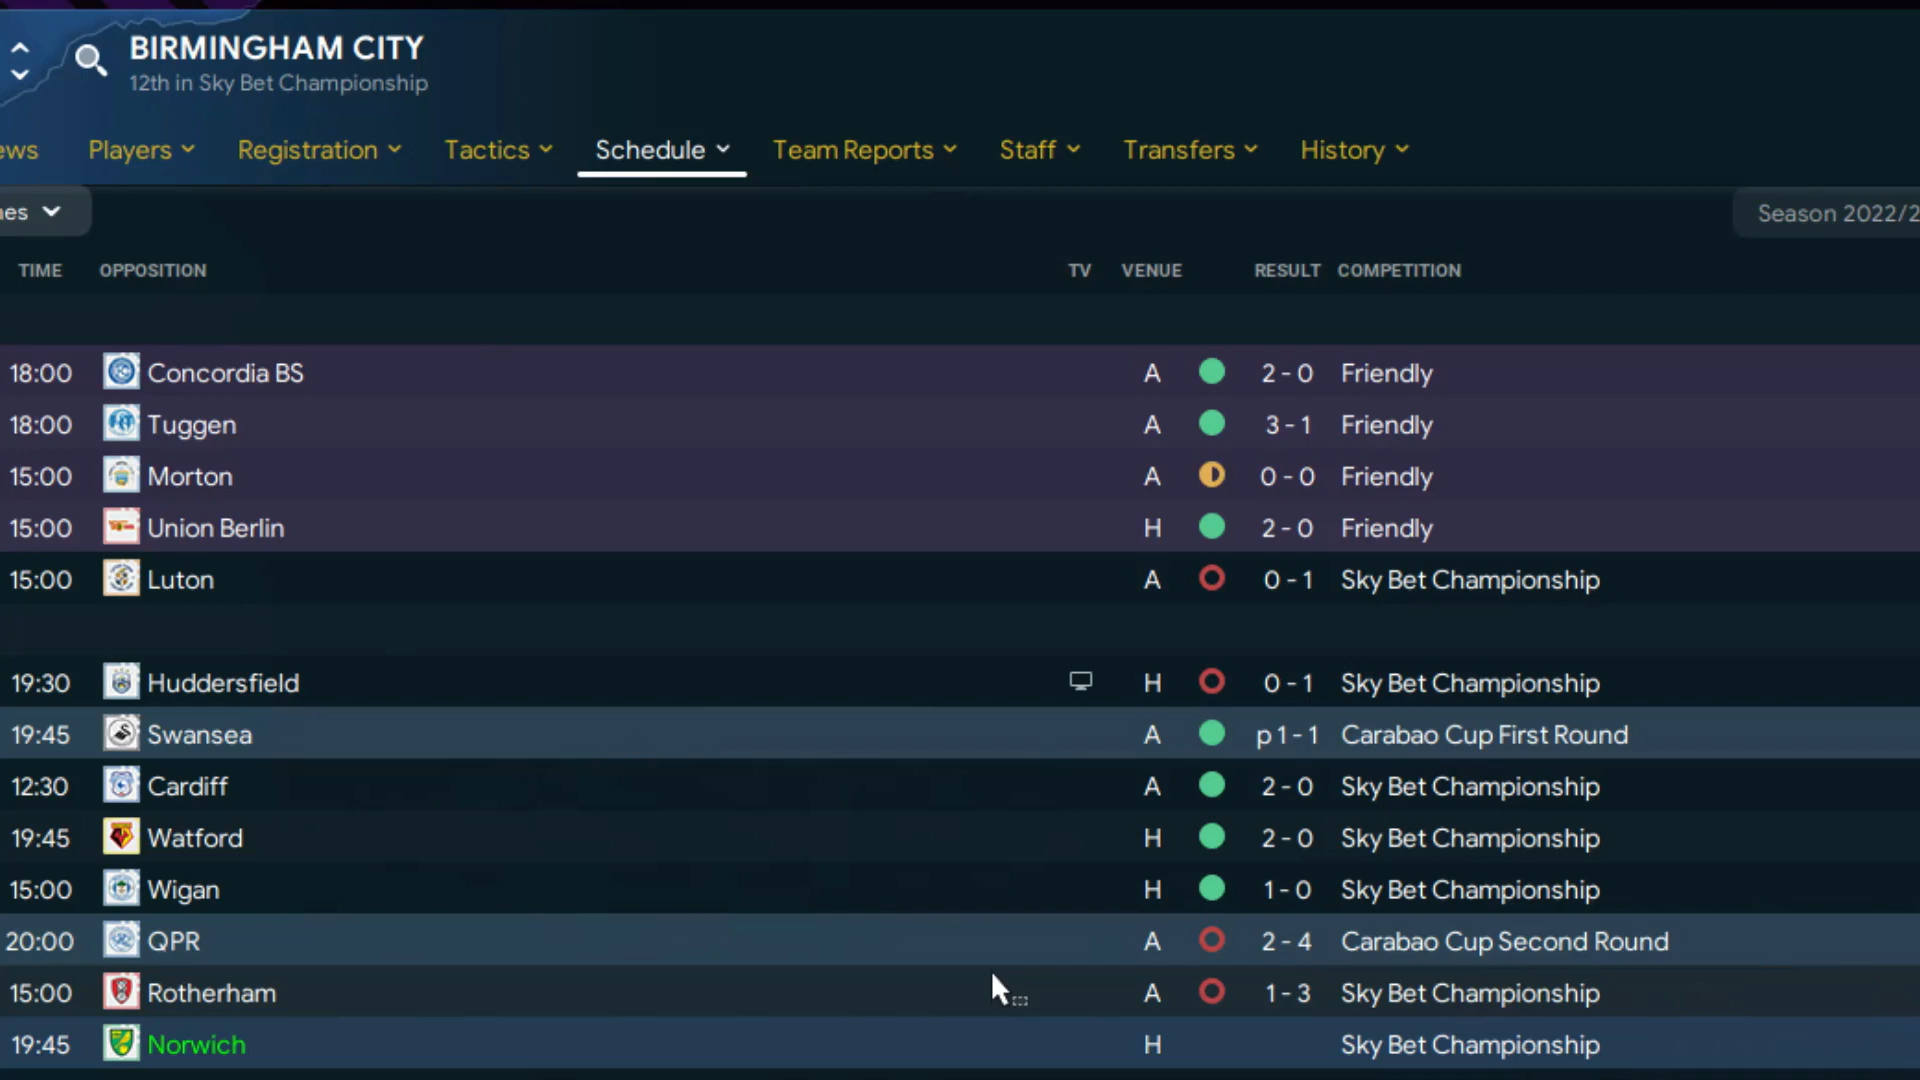 BIRMINGHAM CITY
12th in Sky Bet Championship
Players Registration Tactics Schedule Team Reports Staff Transfers History
Season 2022/2
TIME OPPOSITION TV VENUE RESULT COMPETITION
18:00 Concordia BS A 2 - 0 Friendly
18:00 Tuggen A 3 - 1 Friendly
15:00 Morton A 0 - 0 Friendly
15:00 Union Berlin H 2 - 0 Friendly
15:00 Luton A 0 - 1 Sky Bet Championship
19:30 Huddersfield H 0 - 1 Sky Bet Championship
19:45 Swansea A p 1 - 1 Carabao Cup First Round
12:30 Cardiff A 2 - 0 Sky Bet Championship
19:45 Watford H 2 - 0 Sky Bet Championship
15:00 Wigan H 1 - 0 Sky Bet Championship
20:00 QPR A 2 - 4 Carabao Cup Second Round
15:00 Rotherham A 1 - 3 Sky Bet Championship
19:45 Norwich H Sky Bet Championship